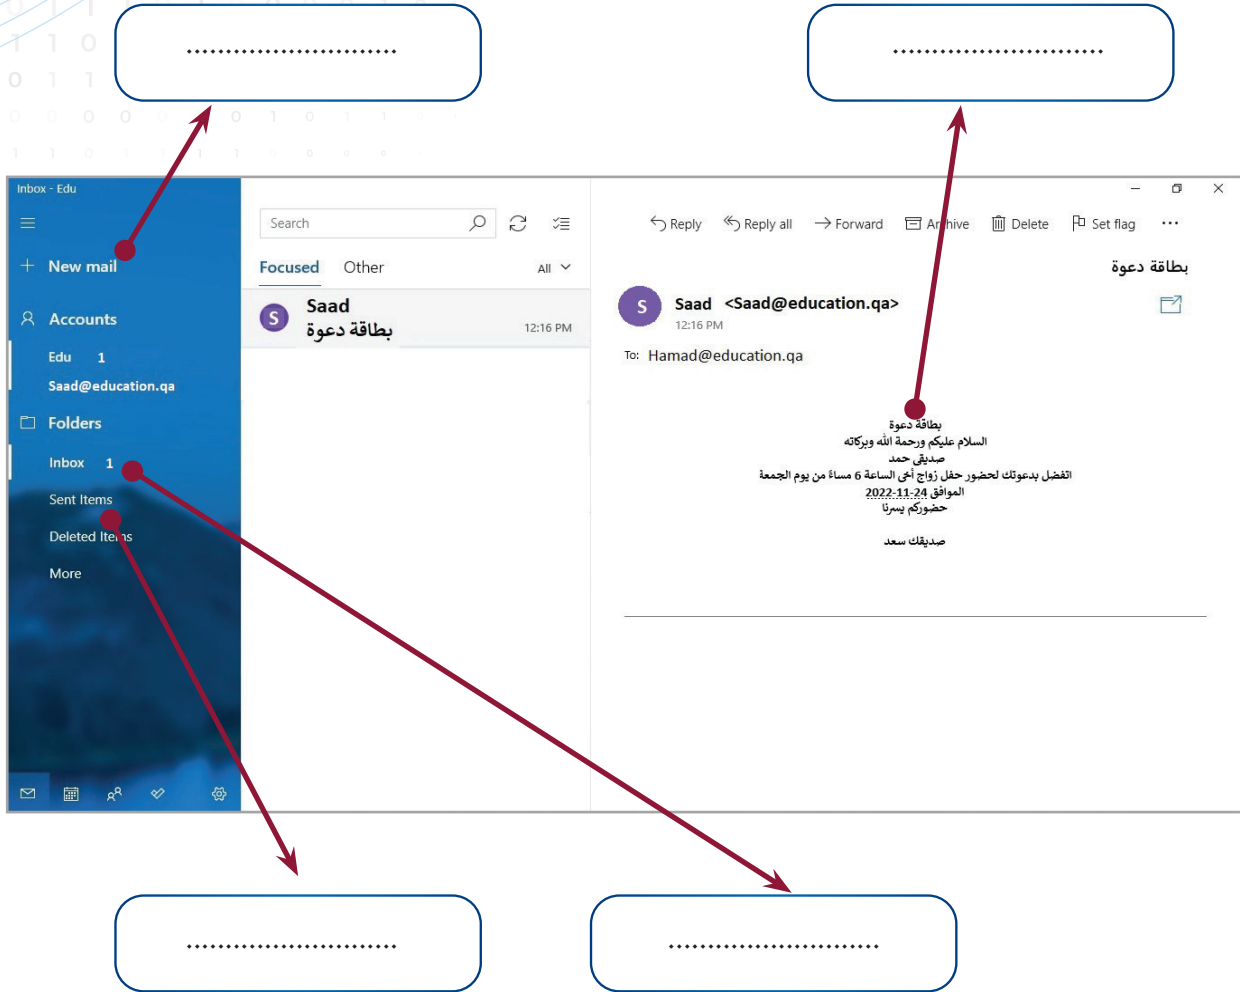 ..............................
..............................
Inbox - Edu
+ New mail
Accounts
Edu 1
Saad@education.qa
Folders
Inbox 1
Sent Items
Deleted Items
More
Search
Focused Other All
S Saad
بطاقة دعوة 12:16 PM
Reply Reply all Forward Archive Delete Set flag ...
بطاقة دعوة
S Saad <Saad@education.qa>
12:16 PM
To: Hamad@education.qa
بطاقة دعوة
السلام عليكم ورحمة الله وبركاته
صديقي حمد
اتفضل بدعوتك لحضور حفل زواج أخي الساعة 6 مساءً من يوم الجمعة
الموافق 24-11-2022
حضوركم يسرنا
صديقك سعد
..............................
..............................